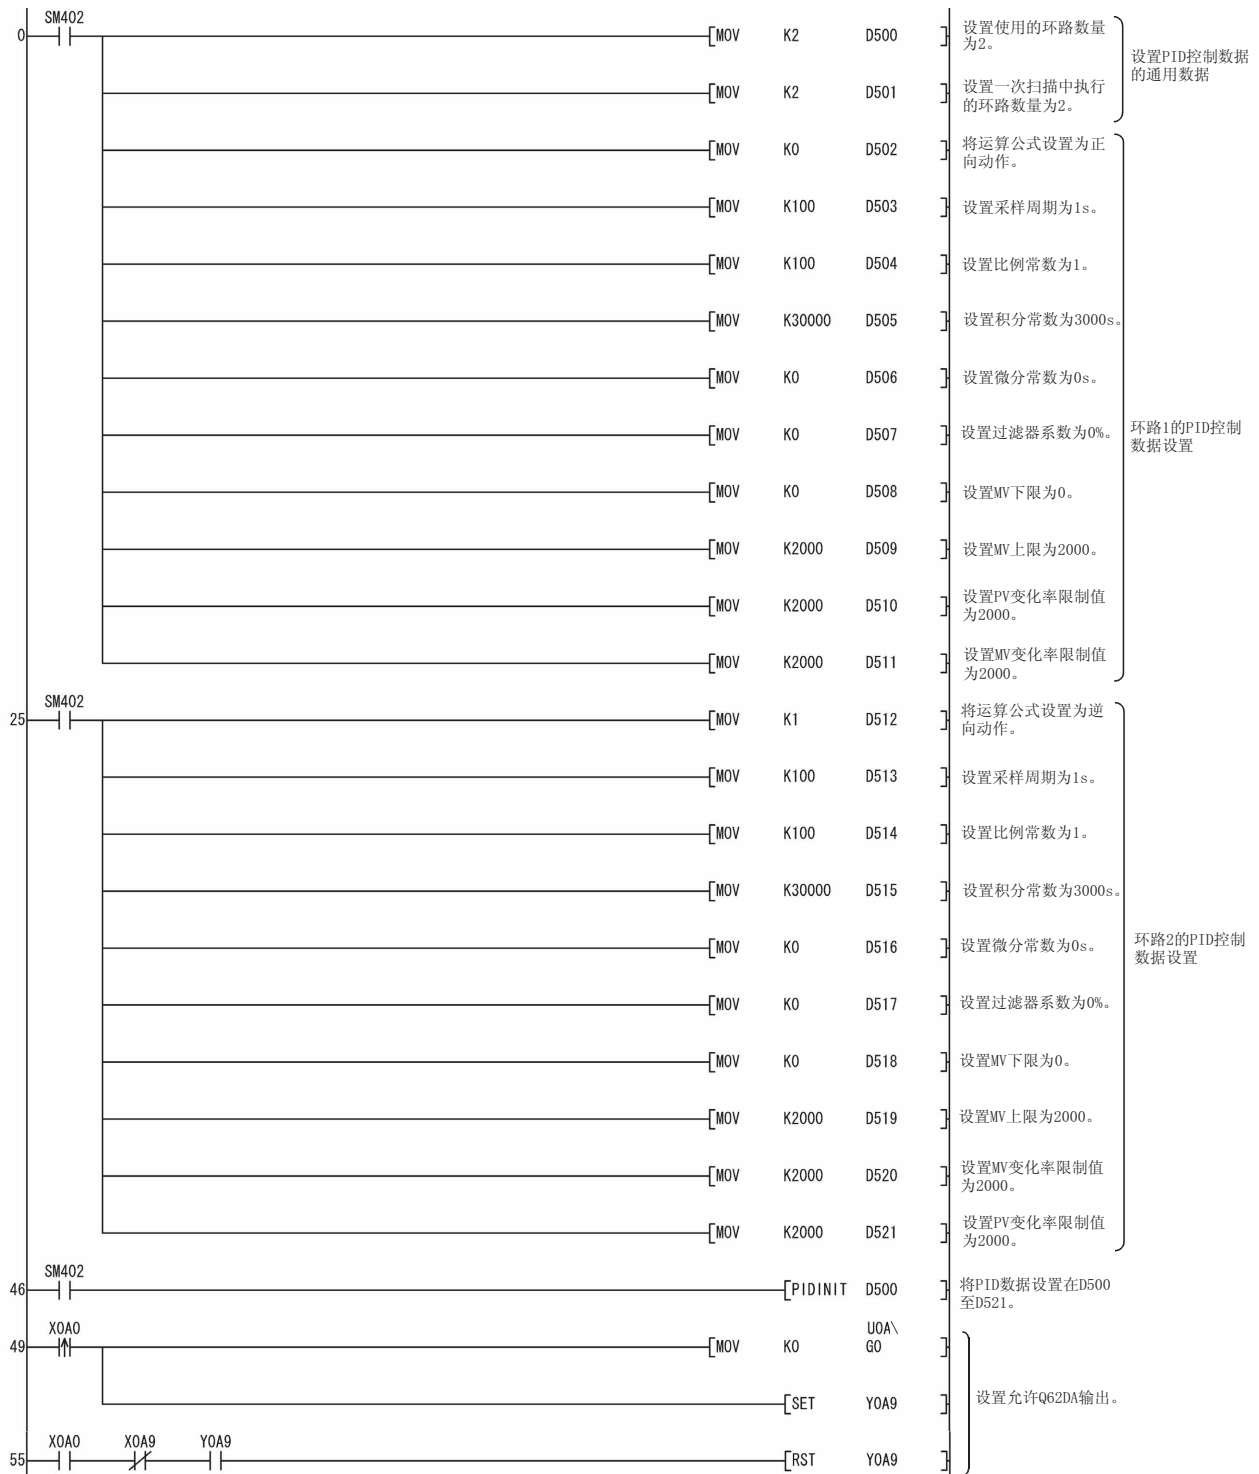 SM402
0 [MOV K2 D500 ] 设置使用的环路数量
为2。
设置PID控制数据
的通用数据
[MOV K2 D501 ] 设置一次扫描中执行
的环路数量为2。
[MOV K0 D502 ] 将运算公式设置为正
向动作。
[MOV K100 D503 ] 设置采样周期为1s。
[MOV K100 D504 ] 设置比例常数为1。
[MOV K30000 D505 ] 设置积分常数为3000s。
[MOV K0 D506 ] 设置微分常数为0s。
[MOV K0 D507 ] 设置过滤器系数为0%。
环路1的PID控制
数据设置
[MOV K0 D508 ] 设置MV下限为0。
[MOV K2000 D509 ] 设置MV上限为2000。
[MOV K2000 D510 ] 设置PV变化率限制值
为2000。
[MOV K2000 D511 ] 设置MV变化率限制值
为2000。
SM402
25 [MOV K1 D512 ] 将运算公式设置为逆
向动作。
[MOV K100 D513 ] 设置采样周期为1s。
[MOV K100 D514 ] 设置比例常数为1。
[MOV K30000 D515 ] 设置积分常数为3000s。
[MOV K0 D516 ] 设置微分常数为0s。
环路2的PID控制
数据设置
[MOV K0 D517 ] 设置过滤器系数为0%。
[MOV K0 D518 ] 设置MV下限为0。
[MOV K2000 D519 ] 设置MV上限为2000。
[MOV K2000 D520 ] 设置MV变化率限制值
为2000。
[MOV K2000 D521 ] 设置PV变化率限制值
为2000。
SM402
46 [PIDINIT D500 ] 将PID数据设置在D500
至D521。
X0A0 U0A\
49 [MOV K0 G0 ]
[SET Y0A9 ] 设置允许Q62DA输出。
X0A0 X0A9 Y0A9
55 [RST Y0A9 ]